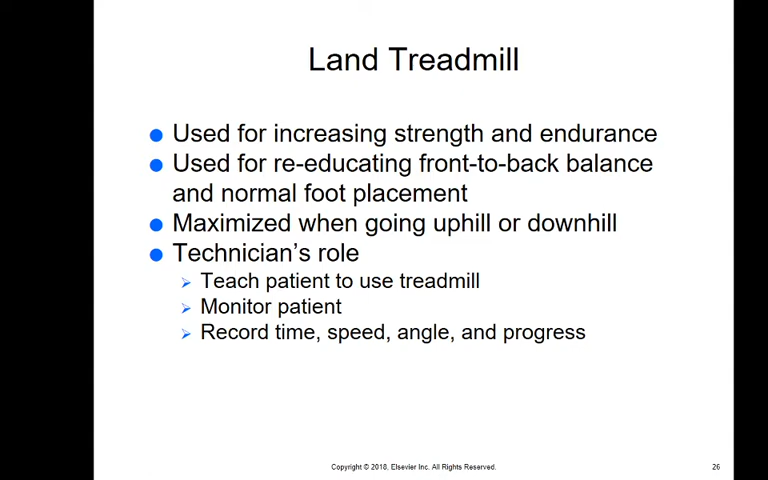 Land Treadmill
Used for increasing strength and endurance
Used for re-educating front-to-back balance
and normal foot placement
Maximized when going uphill or downhill
Technician's role
Teach patient to use treadmill
Monitor patient
Record time, speed, angle, and progress
Copyright © 2018, Elsevier Inc. All Rights Reserved.
26